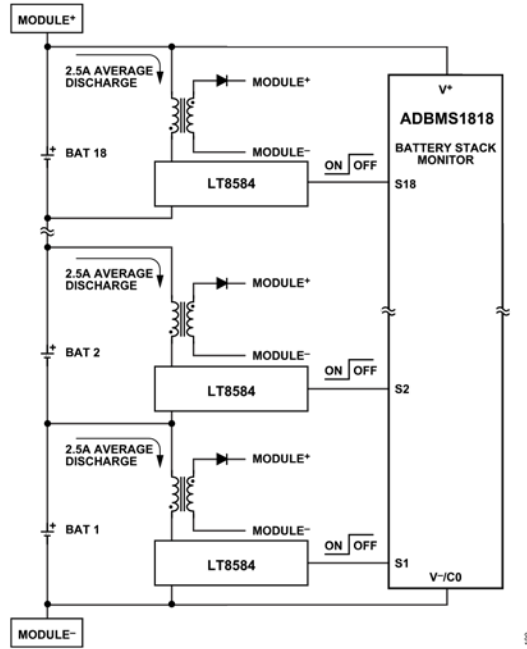 MODULE+
2.5A AVERAGE
DISCHARGE
MODULE+
V+
ADBMS1818
BATTERY STACK
MONITOR
+
BAT 18
MODULE–
ON OFF
LT8584
S18
2.5A AVERAGE
DISCHARGE
MODULE+
+
BAT 2
MODULE–
ON OFF
LT8584
S2
2.5A AVERAGE
DISCHARGE
MODULE+
+
BAT 1
MODULE–
ON OFF
LT8584
S1
V–/C0
MODULE–